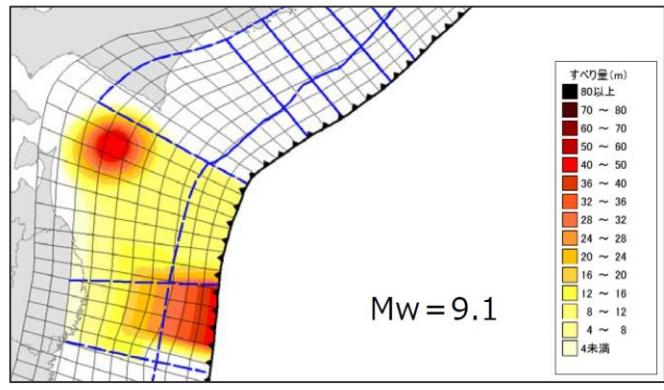 すべり量(m)
80以上
70 ～ 80
60 ～ 70
50 ～ 60
40 ～ 50
36 ～ 40
32 ～ 36
28 ～ 32
24 ～ 28
20 ～ 24
16 ～ 20
12 ～ 16
8 ～ 12
4 ～ 8
4未満
Mw＝9.1